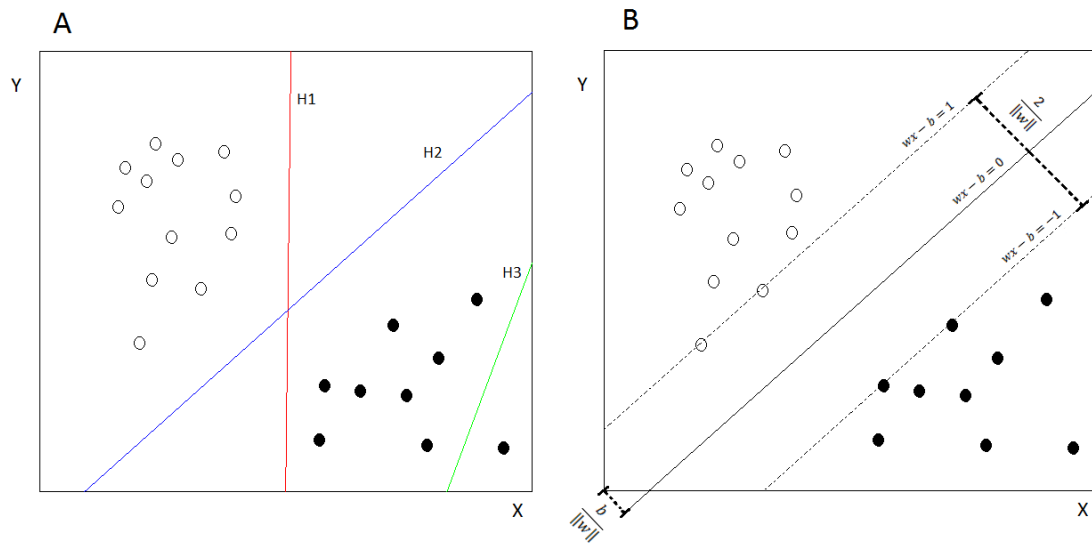 A
Y
H1
H2
H3
X
B
Y
wx − b = 1
2
‖w‖
wx − b = 0
wx − b = −1
X
b
‖w‖